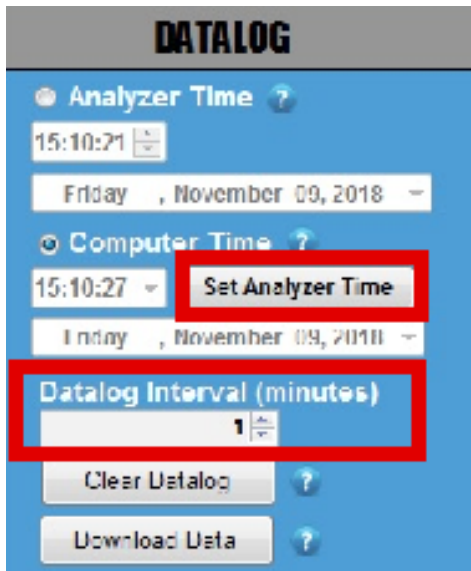 DATALOG
Analyzer Time ?
15:10:21
Friday , November 09, 2018
Computer Time ?
15:10:27 Set Analyzer Time
Friday , November 09, 2018
Datalog Interval (minutes)
1
Clear Datalog ?
Download Data ?